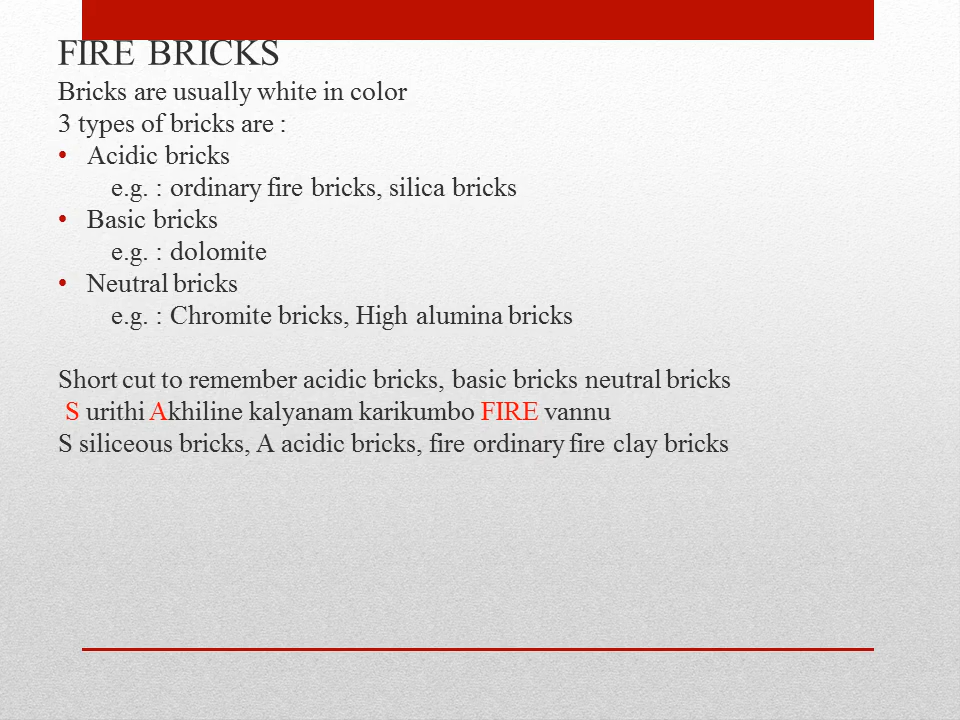 FIRE BRICKS
Bricks are usually white in color
3 types of bricks are :
• Acidic bricks
e.g. : ordinary fire bricks, silica bricks
• Basic bricks
e.g. : dolomite
• Neutral bricks
e.g. : Chromite bricks, High alumina bricks
Short cut to remember acidic bricks, basic bricks neutral bricks
S urithi Akhiline kalyanam karikumbo FIRE vannu
S siliceous bricks, A acidic bricks, fire ordinary fire clay bricks